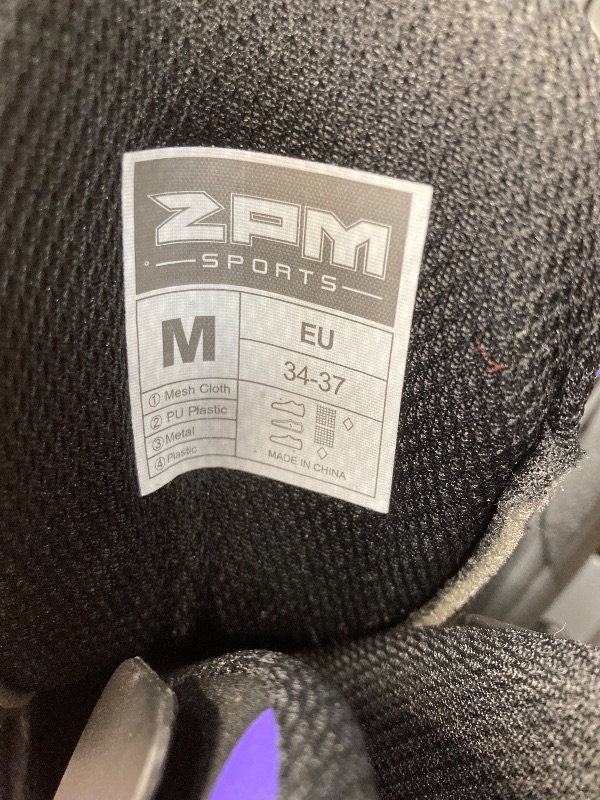 ZPM
SPORTS
M
EU
34-37
① Mesh Cloth
② PU Plastic
③ Metal
④ Plastic
MADE IN CHINA